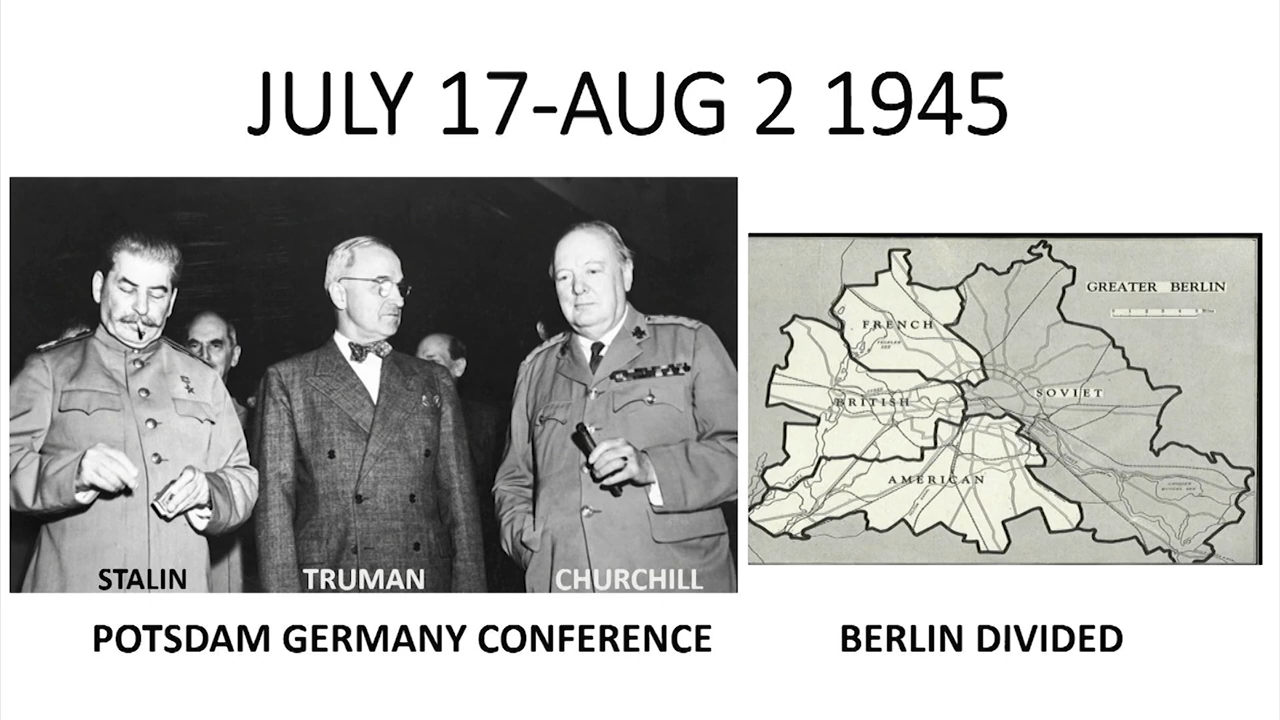 JULY 17-AUG 2 1945
STALIN
TRUMAN
CHURCHILL
POTSDAM GERMANY CONFERENCE
GREATER BERLIN
FRENCH
SOVIET
BRITISH
AMERICAN
BERLIN DIVIDED